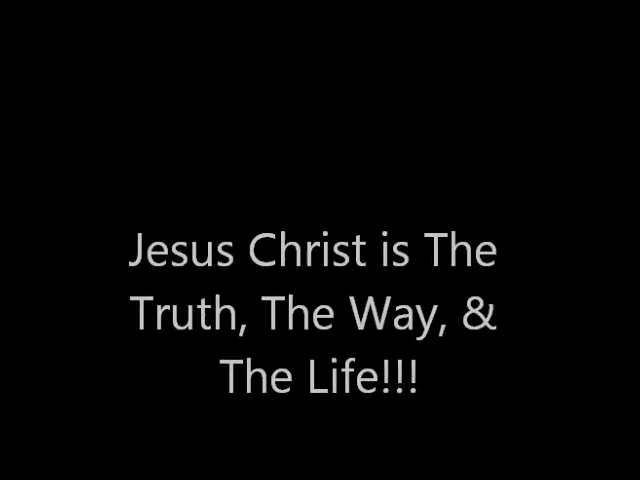 Jesus Christ is The
Truth, The Way, &
The Life!!!